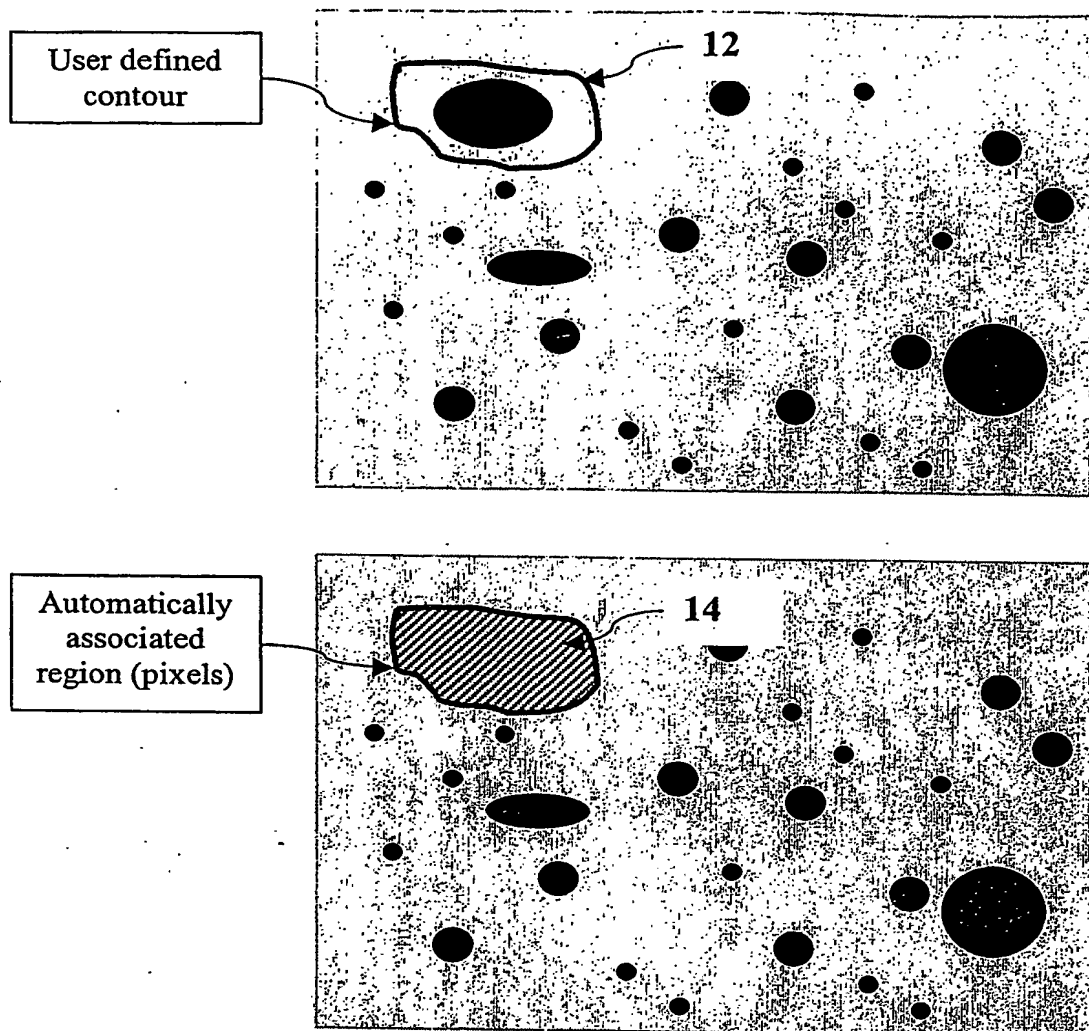 User defined
contour
12
Automatically
associated
region (pixels)
14